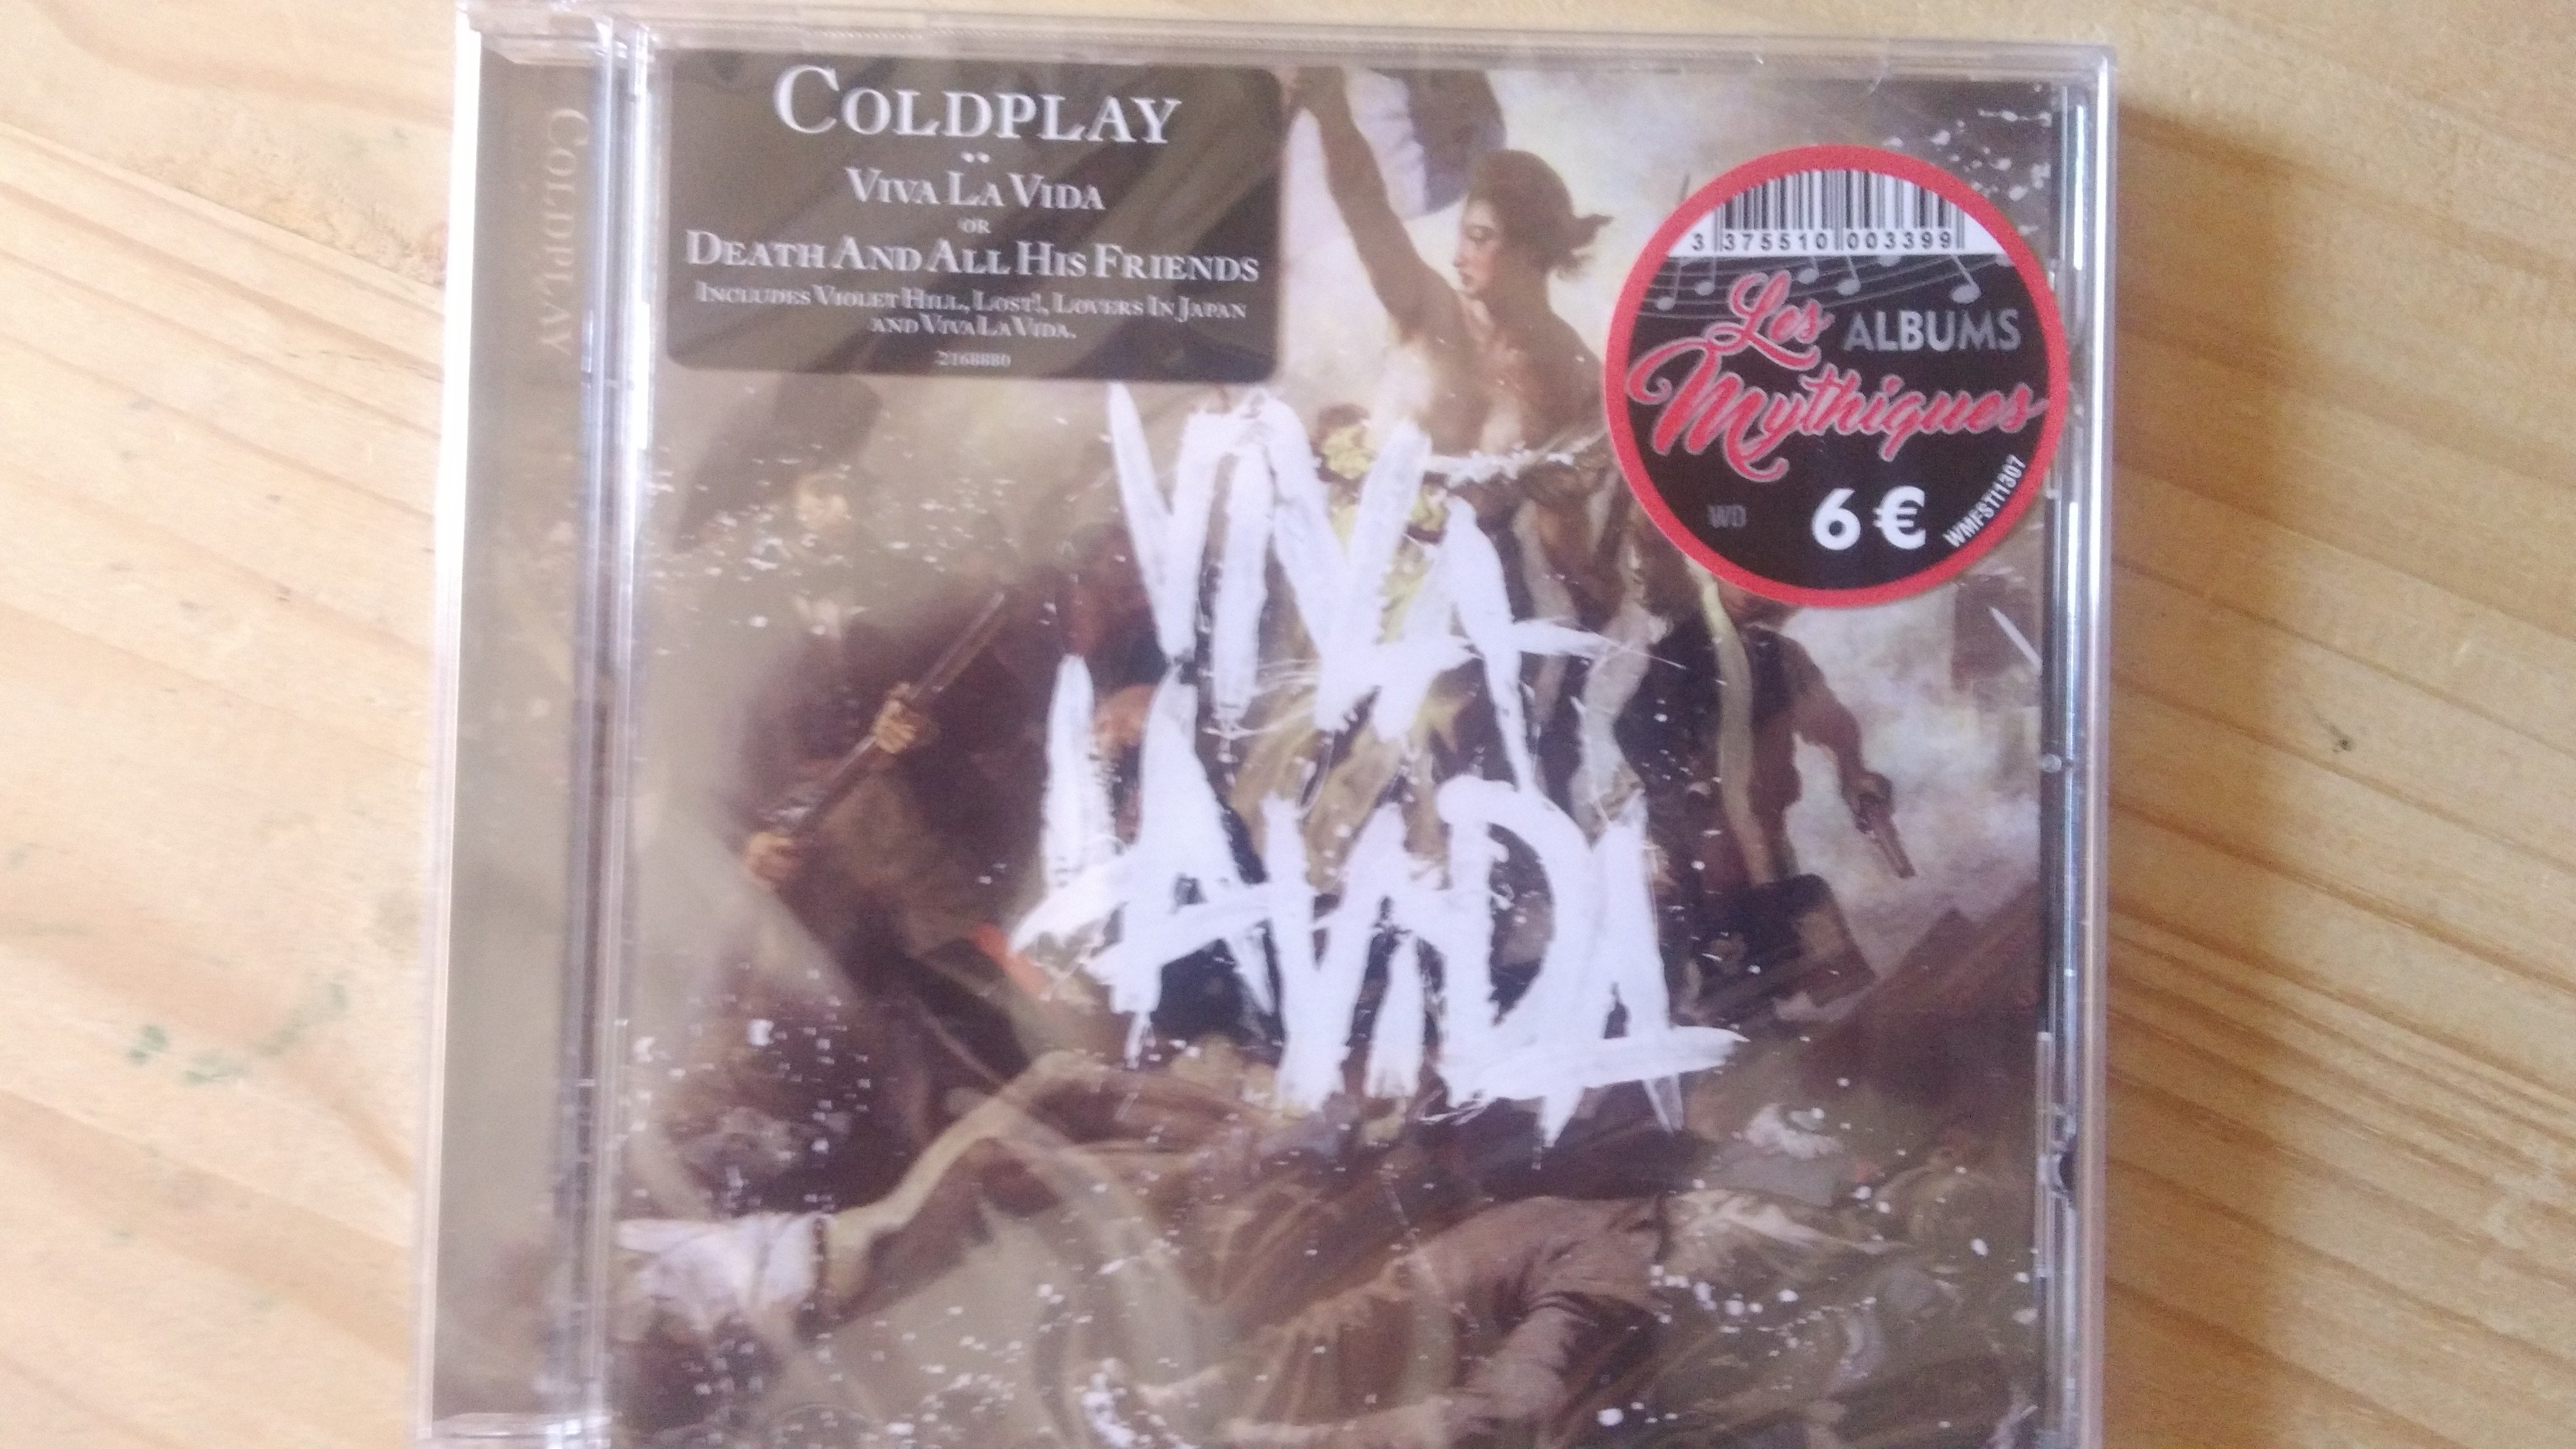 COLDPLAY
COLDPLAY
VIVA LA VIDA
OR
DEATH AND ALL HIS FRIENDS
INCLUDES VIOLET HILL, LOST!, LOVERS IN JAPAN
AND VIVA LA VIDA.
2168880
3 375510 003399
Les ALBUMS
Mythiques
WD 6 €
WMFSTI1307
VIVA
LA VIDA